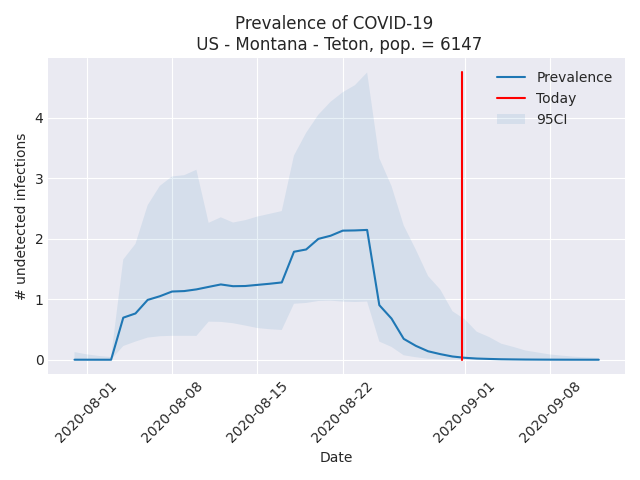 Prevalence of COVID-19
US - Montana - Teton, pop. = 6147
Prevalence
Today
95CI
# undetected infections
4
3
2
1
0
2020-08-01
2020-08-08
2020-08-15
2020-08-22
2020-09-01
2020-09-08
Date